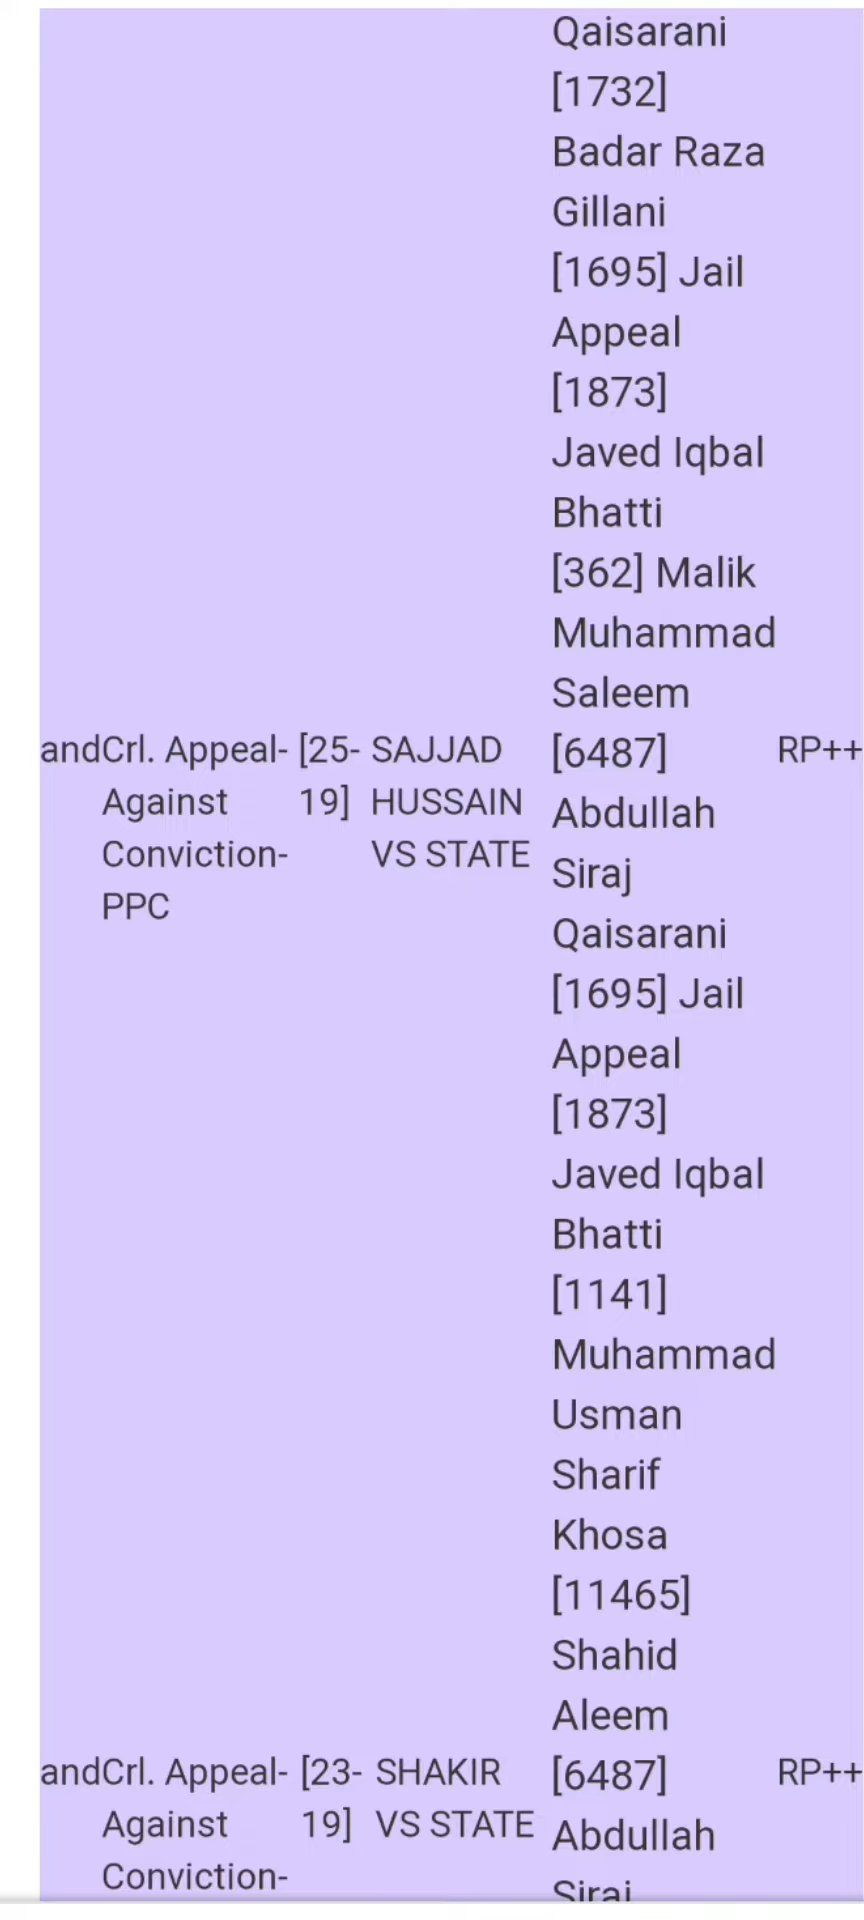 Qaisarani
[1732]
Badar Raza
Gillani
[1695] Jail
Appeal
[1873]
Javed Iqbal
Bhatti
[362] Malik
Muhammad
Saleem
andCrl. Appeal- [25- SAJJAD [6487] RP++
Against 19] HUSSAIN Abdullah
Conviction- VS STATE Siraj
PPC
Qaisarani
[1695] Jail
Appeal
[1873]
Javed Iqbal
Bhatti
[1141]
Muhammad
Usman
Sharif
Khosa
[11465]
Shahid
Aleem
andCrl. Appeal- [23- SHAKIR [6487] RP++
Against 19] VS STATE Abdullah
Conviction- Siraj